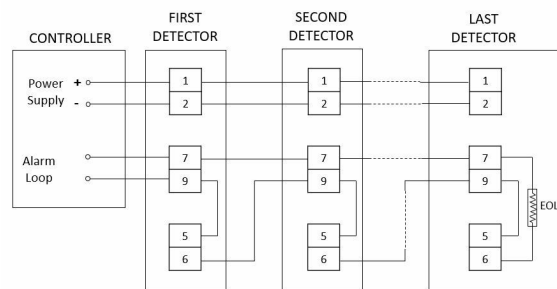 FIRST
DETECTOR
SECOND
DETECTOR
LAST
DETECTOR
CONTROLLER
Power
Supply
+
-
1
2
1
2
1
2
Alarm
Loop
7
9
7
9
7
9
EOL
5
6
5
6
5
6